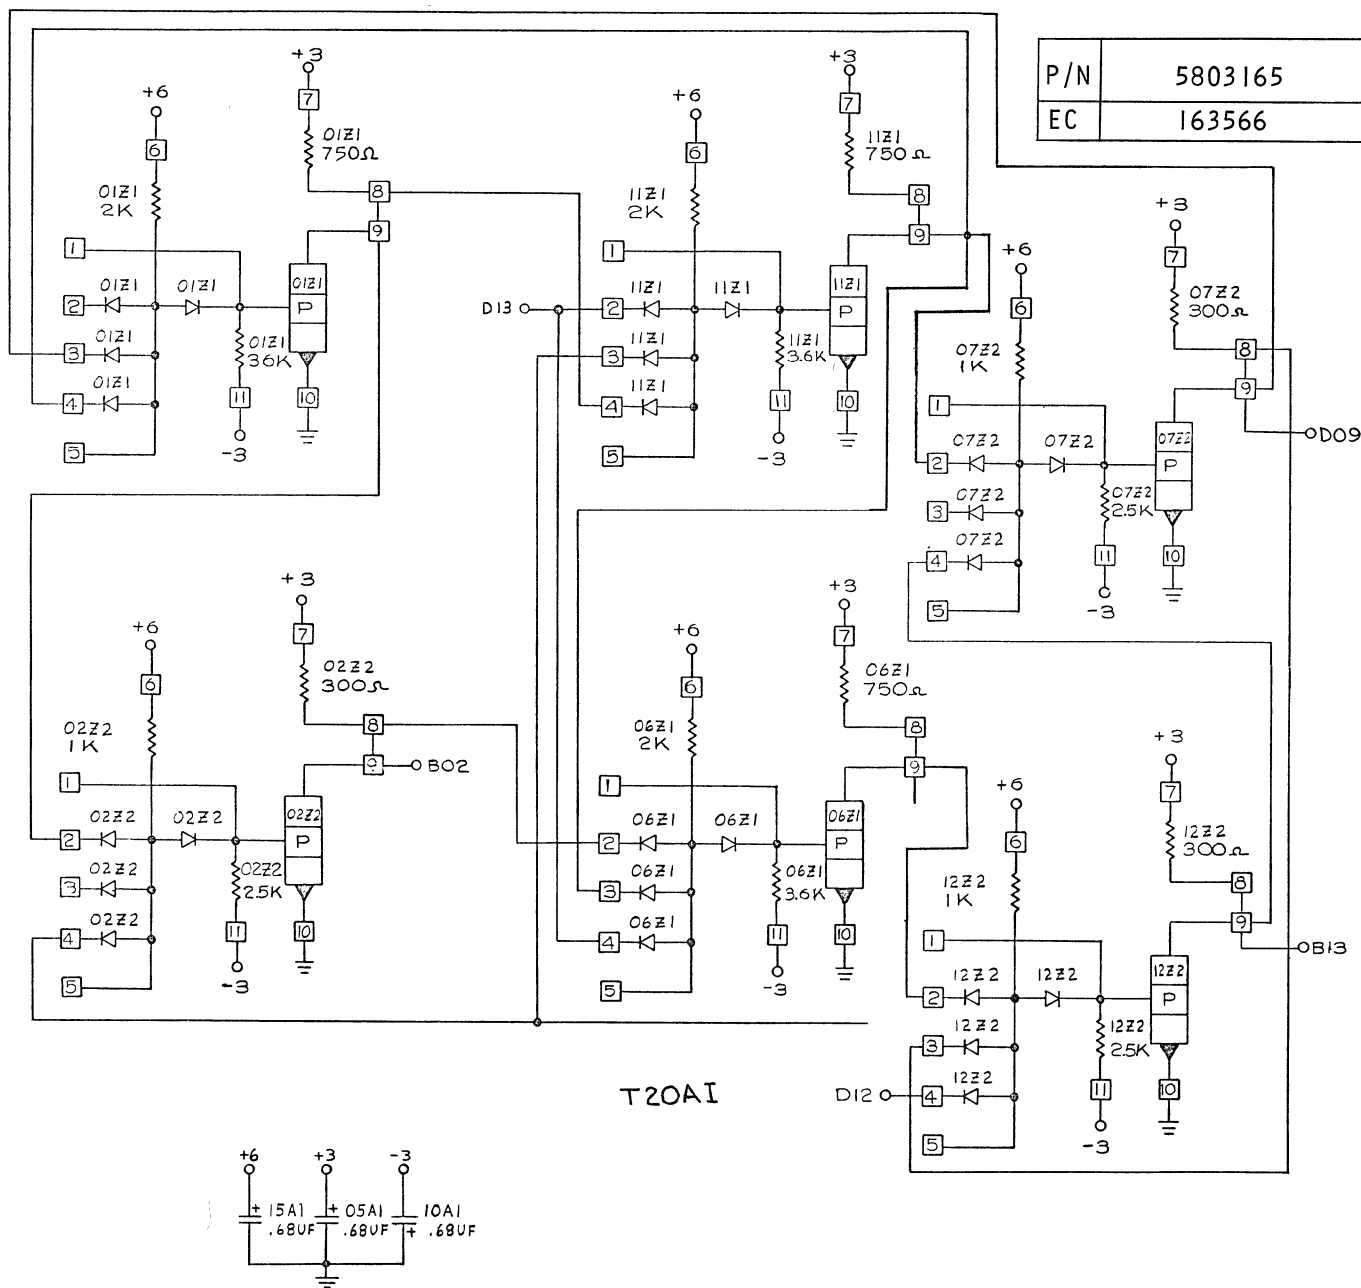 P/N 5803165
EC 163566
+3
7
01Z1
750Ω
+6
6
01Z1
2K
8
9
1
2
01Z1
01Z1
01Z1
P
3
01Z1
01Z1
36K
4
01Z1
11
10
5
-3
+3
7
11Z1
750Ω
+6
6
11Z1
2K
8
9
1
D13
2
11Z1
11Z1
11Z1
P
3
11Z1
11Z1
3.6K
4
11Z1
11
10
5
-3
+3
7
07Z2
300Ω
+6
6
07Z2
1K
8
9
D09
1
2
07Z2
07Z2
07Z2
P
3
07Z2
07Z2
2.5K
4
07Z2
11
10
5
-3
+3
7
02Z2
300Ω
+6
6
02Z2
1K
8
9
B02
1
2
02Z2
02Z2
02Z2
P
3
02Z2
02Z2
2.5K
4
02Z2
11
10
5
-3
+3
7
06Z1
750Ω
+6
6
06Z1
2K
8
9
1
2
06Z1
06Z1
06Z1
P
3
06Z1
06Z1
3.6K
4
06Z1
11
10
5
-3
+3
7
12Z2
300Ω
+6
6
12Z2
1K
8
9
B13
1
2
12Z2
12Z2
12Z2
P
3
12Z2
12Z2
2.5K
D12
4
12Z2
11
10
5
-3
T20AI
+6 +3 -3
+ 15A1 + 05A1 10A1
.68UF .68UF + .68UF